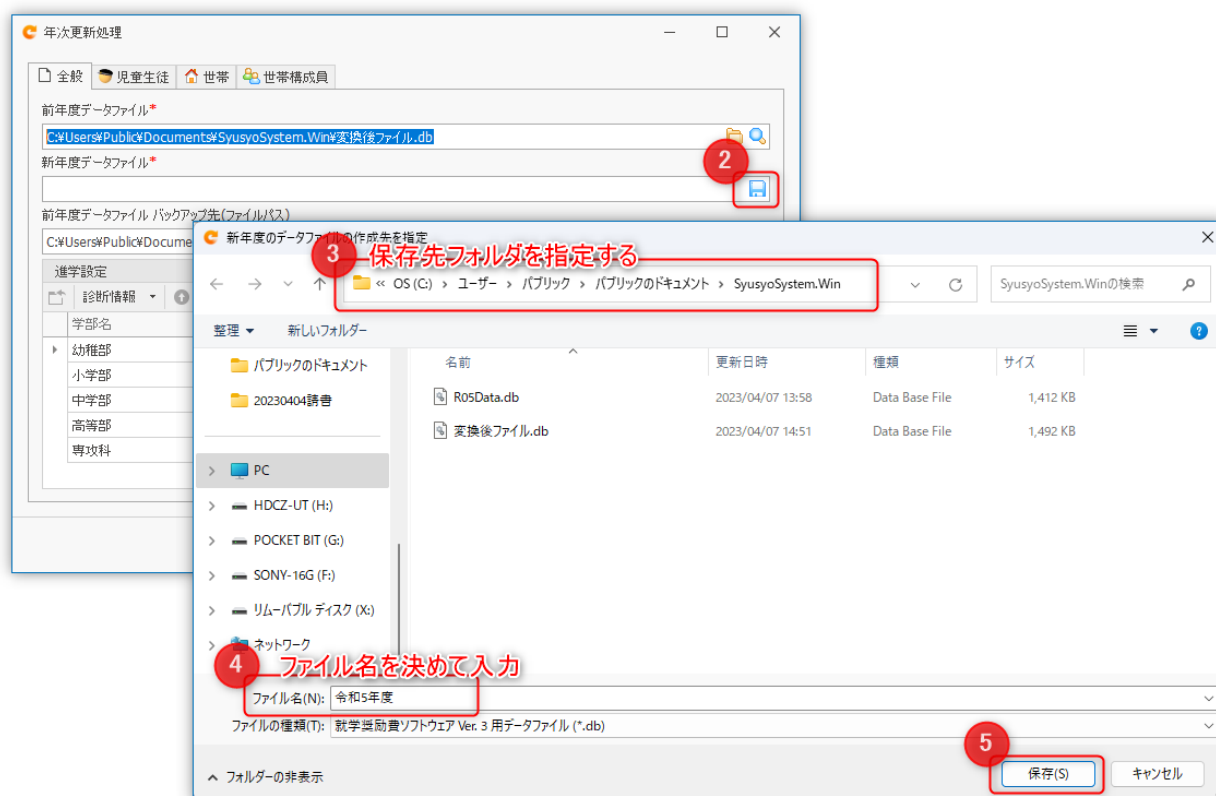 年次更新処理
全般 児童生徒 世帯 世帯構成員
前年度データファイル*
C:¥Users¥Public¥Documents¥SyusyoSystem.Win¥変換後ファイル.db
新年度データファイル*
2
前年度データファイル バックアップ先(ファイルパス)
C:¥Users¥Public¥Docume
進学設定
診断情報
学部名
幼稚部
小学部
中学部
高等部
専攻科
新年度のデータファイルの作成先を指定
3 保存先フォルダを指定する
« OS (C:) › ユーザー › パブリック › パブリックのドキュメント › SyusyoSystem.Win
SyusyoSystem.Winの検索
整理 新しいフォルダー
名前 更新日時 種類 サイズ
パブリックのドキュメント
20230404請書
R05Data.db 2023/04/07 13:58 Data Base File 1,412 KB
変換後ファイル.db 2023/04/07 14:51 Data Base File 1,492 KB
PC
HDCZ-UT (H:)
POCKET BIT (G:)
SONY-16G (F:)
リムーバブル ディスク (X:)
ネットワーク
4 ファイル名を決めて入力
ファイル名(N): 令和5年度
ファイルの種類(T): 就学奨励費ソフトウェア Ver. 3 用データファイル (*.db)
5
フォルダーの非表示
保存(S) キャンセル